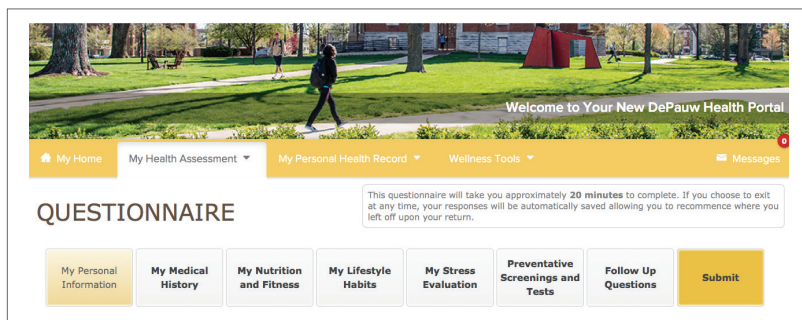 Welcome to Your New DePauw Health Portal
0
My Home
My Health Assessment
My Personal Health Record
Wellness Tools
Messages
QUESTIONNAIRE
This questionnaire will take you approximately 20 minutes to complete. If you choose to exit
at any time, your responses will be automatically saved allowing you to recommence where you
left off upon your return.
My Personal
Information
My Medical
History
My Nutrition
and Fitness
My Lifestyle
Habits
My Stress
Evaluation
Preventative
Screenings and
Tests
Follow Up
Questions
Submit